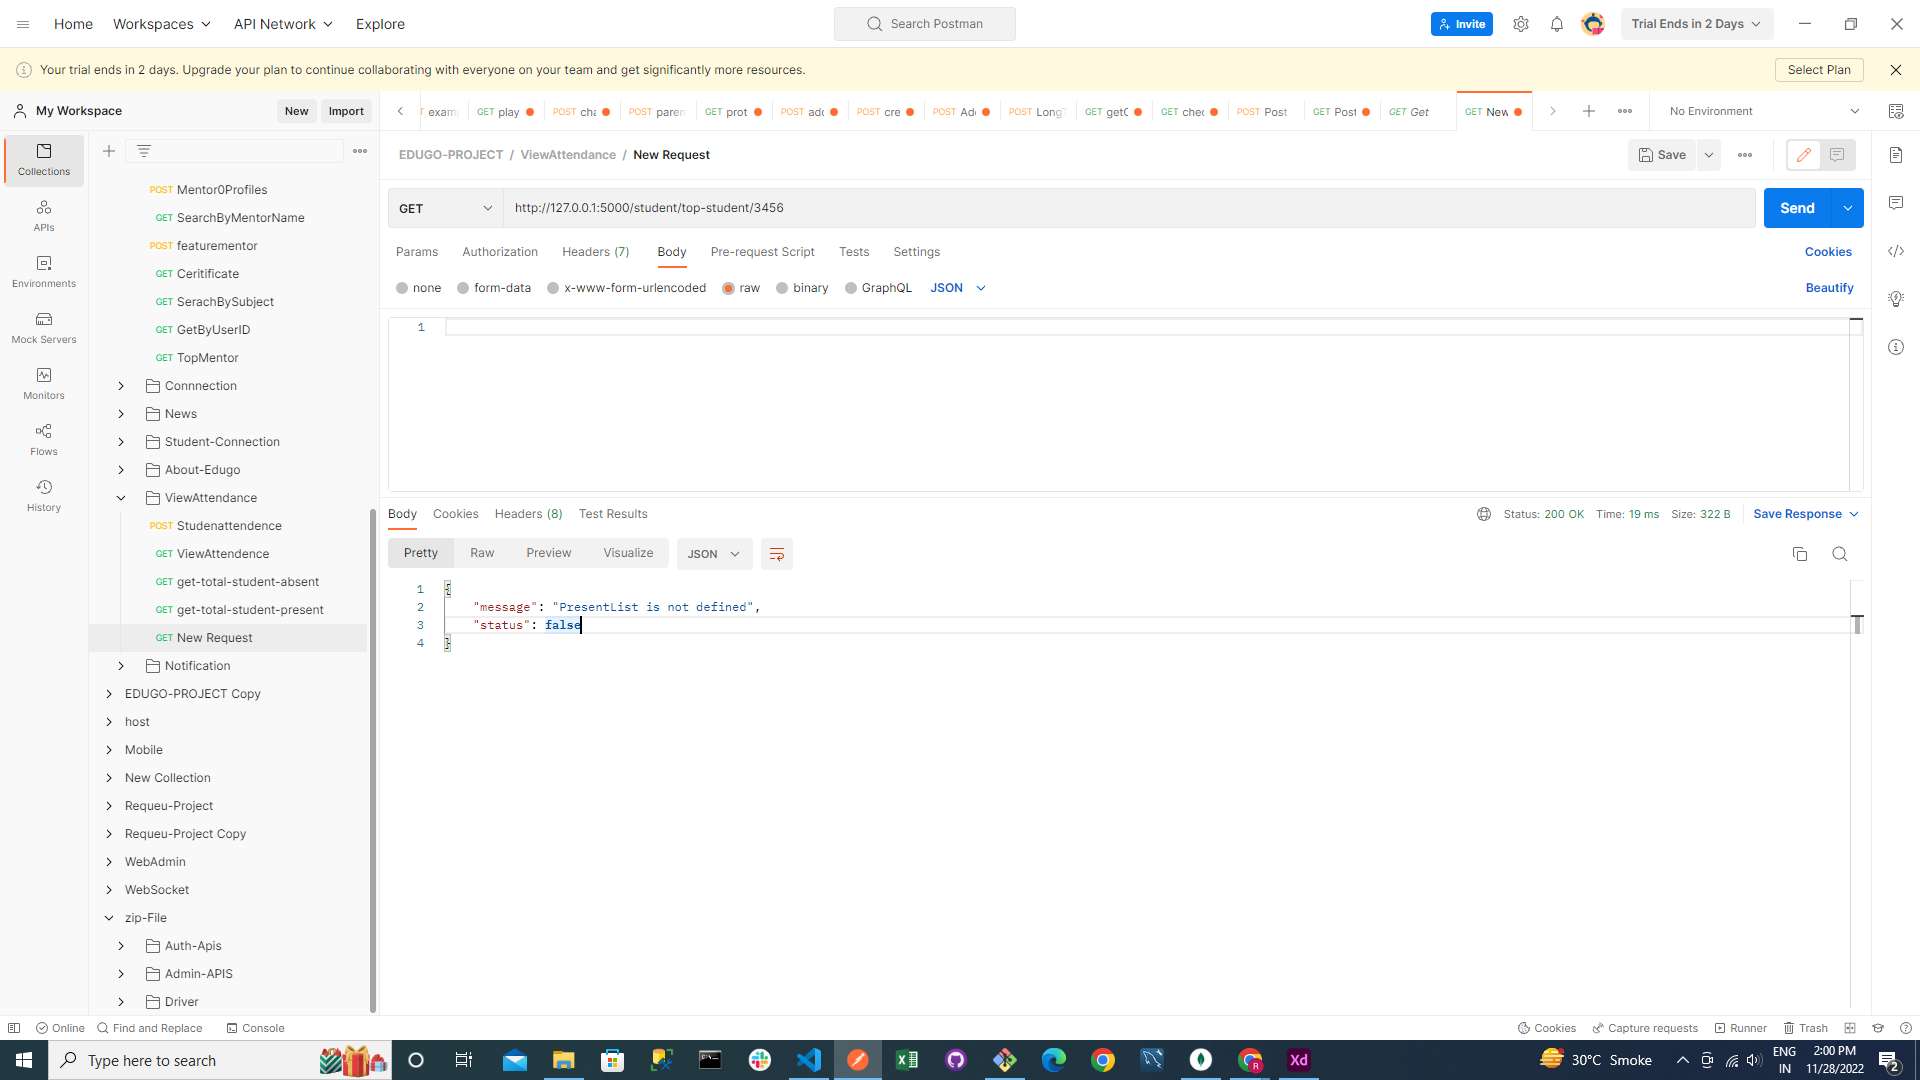 Home Workspaces API Network Explore Search Postman Invite Trial Ends in 2 Days
Your trial ends in 2 days. Upgrade your plan to continue collaborating with everyone on your team and get significantly more resources. Select Plan
My Workspace New Import
GET play POST POST GET prot POST POST cre POST GET GET POST Post GET Post GET Get GET New No Environment
Collections
APIs
Environments
Mock Servers
Monitors
Flows
History
POST Mentor0Profiles
GET SearchByMentorName
POST featurementor
GET Ceritificate
GET SerachBySubject
GET GetByUserID
GET TopMentor
Connnection
News
Student-Connection
About-Edugo
ViewAttendance
POST Studenattendence
GET ViewAttendence
GET get-total-student-absent
GET get-total-student-present
GET New Request
Notification
EDUGO-PROJECT Copy
host
Mobile
New Collection
Requeu-Project
Requeu-Project Copy
WebAdmin
WebSocket
zip-File
Auth-Apis
Admin-APIS
Driver
EDUGO-PROJECT / ViewAttendance / New Request Save
GET http://127.0.0.1:5000/student/top-student/3456 Send
Params Authorization Headers (7) Body Pre-request Script Tests Settings Cookies
none form-data x-www-form-urlencoded raw binary GraphQL JSON Beautify
1
Body Cookies Headers (8) Test Results Status: 200 OK Time: 19 ms Size: 322 B Save Response
Pretty Raw Preview Visualize JSON
1 {
2 "message": "PresentList is not defined",
3 "status": false
4 }
Online Find and Replace Console Cookies Capture requests Runner Trash
Type here to search Xd 30°C Smoke ENG IN 2:00 PM 11/28/2022 2